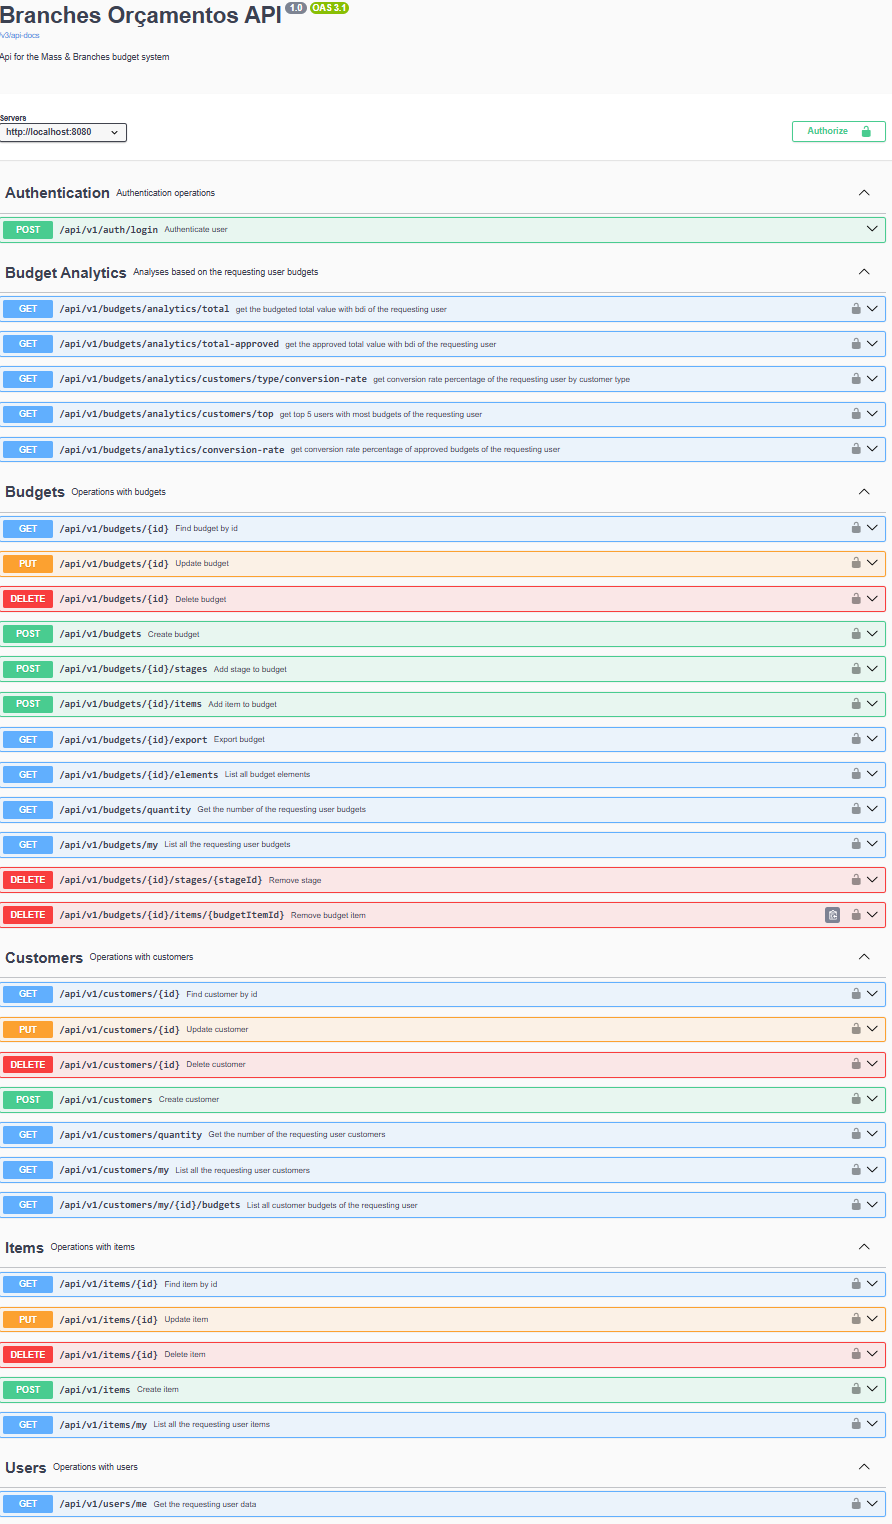 Branches Orçamentos API 1.0 OAS 3.1
/v3/api-docs
Api for the Mass & Branches budget system
Servers
http://localhost:8080
Authorize
Authentication Authentication operations
POST /api/v1/auth/login Authenticate user
Budget Analytics Analyses based on the requesting user budgets
GET /api/v1/budgets/analytics/total get the budgeted total value with bdi of the requesting user
GET /api/v1/budgets/analytics/total-approved get the approved total value with bdi of the requesting user
GET /api/v1/budgets/analytics/customers/type/conversion-rate get conversion rate percentage of the requesting user by customer type
GET /api/v1/budgets/analytics/customers/top get top 5 users with most budgets of the requesting user
GET /api/v1/budgets/analytics/conversion-rate get conversion rate percentage of approved budgets of the requesting user
Budgets Operations with budgets
GET /api/v1/budgets/{id} Find budget by id
PUT /api/v1/budgets/{id} Update budget
DELETE /api/v1/budgets/{id} Delete budget
POST /api/v1/budgets Create budget
POST /api/v1/budgets/{id}/stages Add stage to budget
POST /api/v1/budgets/{id}/items Add item to budget
GET /api/v1/budgets/{id}/export Export budget
GET /api/v1/budgets/{id}/elements List all budget elements
GET /api/v1/budgets/quantity Get the number of the requesting user budgets
GET /api/v1/budgets/my List all the requesting user budgets
DELETE /api/v1/budgets/{id}/stages/{stageId} Remove stage
DELETE /api/v1/budgets/{id}/items/{budgetItemId} Remove budget item
Customers Operations with customers
GET /api/v1/customers/{id} Find customer by id
PUT /api/v1/customers/{id} Update customer
DELETE /api/v1/customers/{id} Delete customer
POST /api/v1/customers Create customer
GET /api/v1/customers/quantity Get the number of the requesting user customers
GET /api/v1/customers/my List all the requesting user customers
GET /api/v1/customers/my/{id}/budgets List all customer budgets of the requesting user
Items Operations with items
GET /api/v1/items/{id} Find item by id
PUT /api/v1/items/{id} Update item
DELETE /api/v1/items/{id} Delete item
POST /api/v1/items Create item
GET /api/v1/items/my List all the requesting user items
Users Operations with users
GET /api/v1/users/me Get the requesting user data